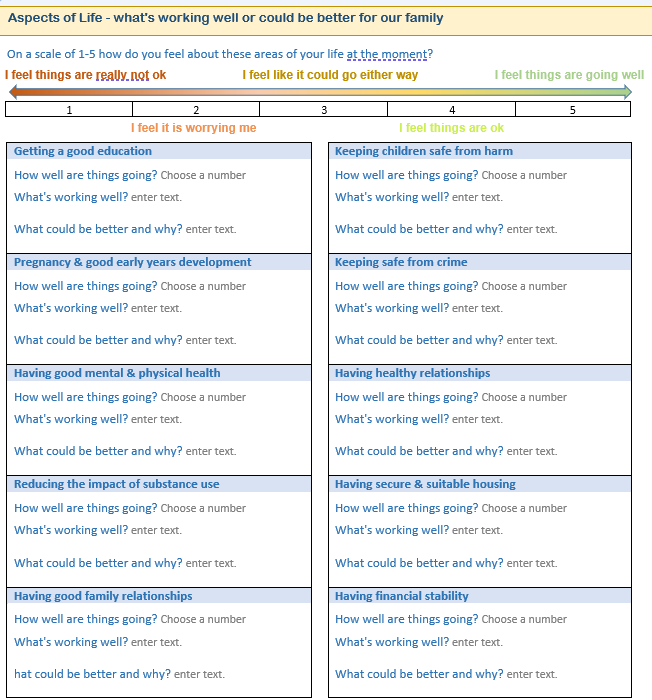 Aspects of Life - what's working well or could be better for our family
On a scale of 1-5 how do you feel about these areas of your life at the moment?
I feel things are really not ok I feel like it could go either way I feel things are going well
1 2 3 4 5
I feel it is worrying me I feel things are ok
Getting a good education
How well are things going? Choose a number
What's working well? enter text.
What could be better and why? enter text.
Pregnancy & good early years development
How well are things going? Choose a number
What's working well? enter text.
What could be better and why? enter text.
Having good mental & physical health
How well are things going? Choose a number
What's working well? enter text.
What could be better and why? enter text.
Reducing the impact of substance use
How well are things going? Choose a number
What's working well? enter text.
What could be better and why? enter text.
Having good family relationships
How well are things going? Choose a number
What's working well? enter text.
hat could be better and why? enter text.
Keeping children safe from harm
How well are things going? Choose a number
What's working well? enter text.
What could be better and why? enter text.
Keeping safe from crime
How well are things going? Choose a number
What's working well? enter text.
What could be better and why? enter text.
Having healthy relationships
How well are things going? Choose a number
What's working well? enter text.
What could be better and why? enter text.
Having secure & suitable housing
How well are things going? Choose a number
What's working well? enter text.
What could be better and why? enter text.
Having financial stability
How well are things going? Choose a number
What's working well? enter text.
What could be better and why? enter text.